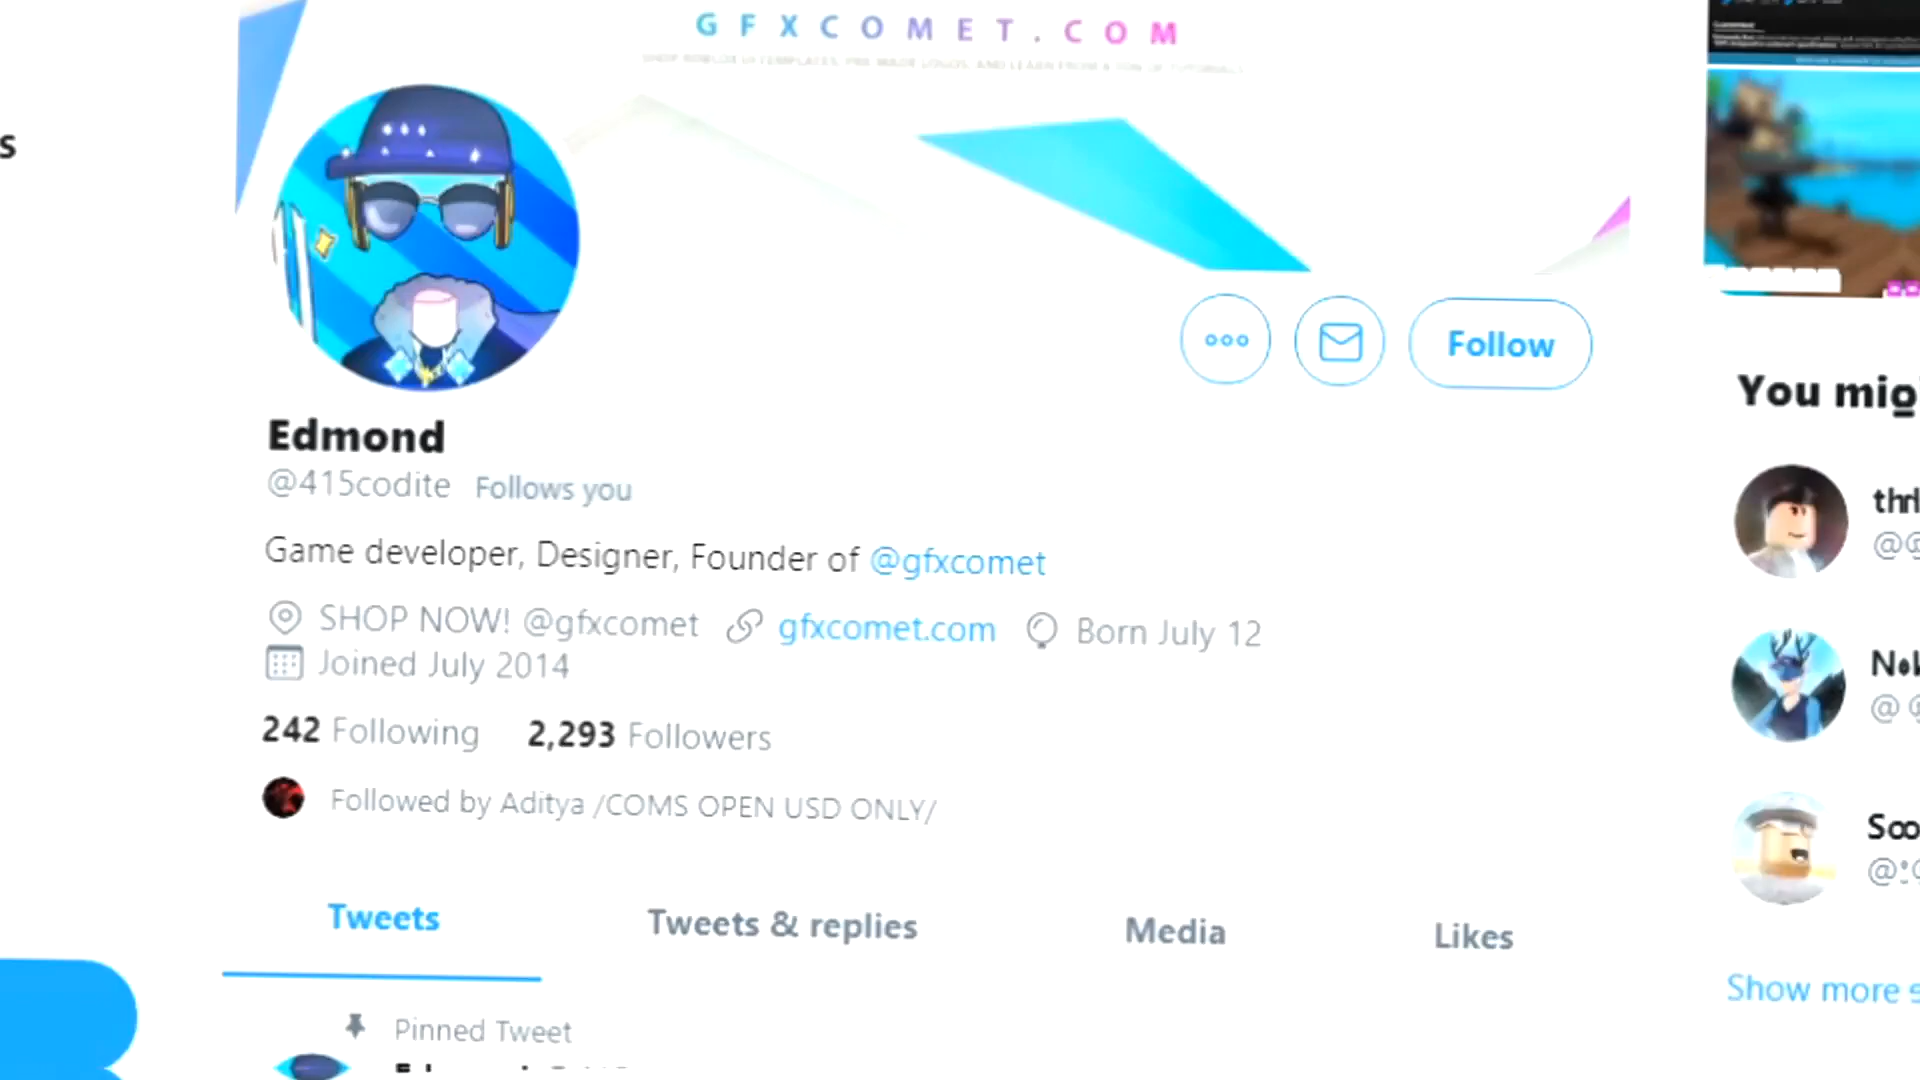 GFXCOMET.COM
s
Edmond
@415codite Follows you
Game developer, Designer, Founder of @gfxcomet
SHOP NOW! @gfxcomet gfxcomet.com Born July 12
Joined July 2014
242 Following 2,293 Followers
Followed by Aditya /COMS OPEN USD ONLY/
Tweets Tweets & replies Media Likes
Pinned Tweet
You mig
Show more s